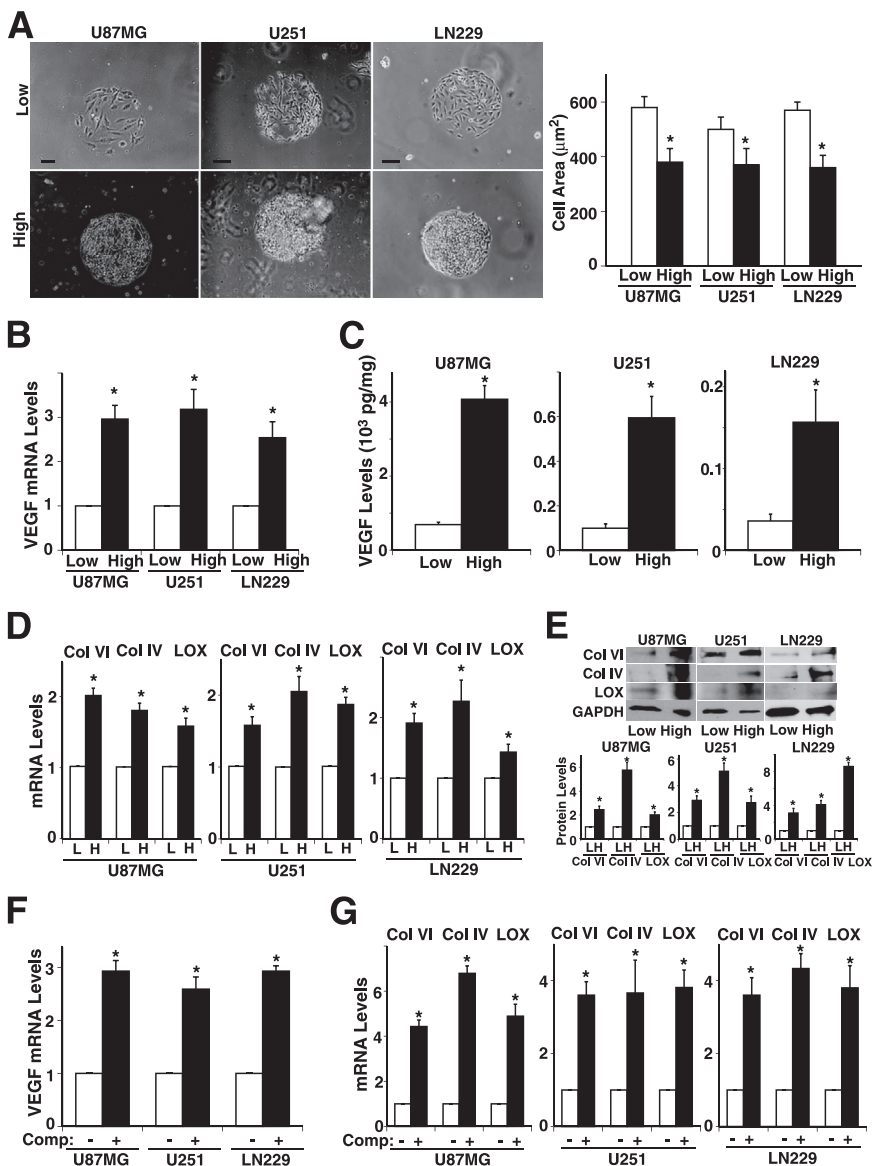 A
U87MG U251 LN229
Low
High
Cell Area (μm²)
600
400
200
0
Low High Low High Low High
U87MG U251 LN229
B
VEGF mRNA Levels
3
2
1
0
* * *
Low High Low High Low High
U87MG U251 LN229
C
VEGF Levels (10³ pg/mg)
U87MG U251 LN229
4
2
0
0.6
0.4
0.2
0
0.2
0.1
0
* * *
Low High Low High Low High
D
Col VI Col IV LOX Col VI Col IV LOX Col VI Col IV LOX
mRNA Levels
2
1
0
2
1
0
2
1
0
* * * * * * * * *
L H L H L H L H L H L H L H L H L H
U87MG U251 LN229
E
U87MG U251 LN229
Col VI
Col IV
LOX
GAPDH
Low High Low High Low High
U87MG U251 LN229
Protein Levels
6
4
2
0
6
4
2
0
8
4
0
* * * * * * * * *
LH LH LH LH LH LH LH LH LH
Col VI Col IV LOX Col VI Col IV LOX Col VI Col IV LOX
F
VEGF mRNA Levels
3
2
1
0
* * *
Comp: - + - + - +
U87MG U251 LN229
G
Col VI Col IV LOX Col VI Col IV LOX Col VI Col IV LOX
mRNA Levels
6
4
2
0
4
2
0
4
2
0
* * * * * * * * *
Comp: - + - + - + - + - + - + - + - + - +
U87MG U251 LN229